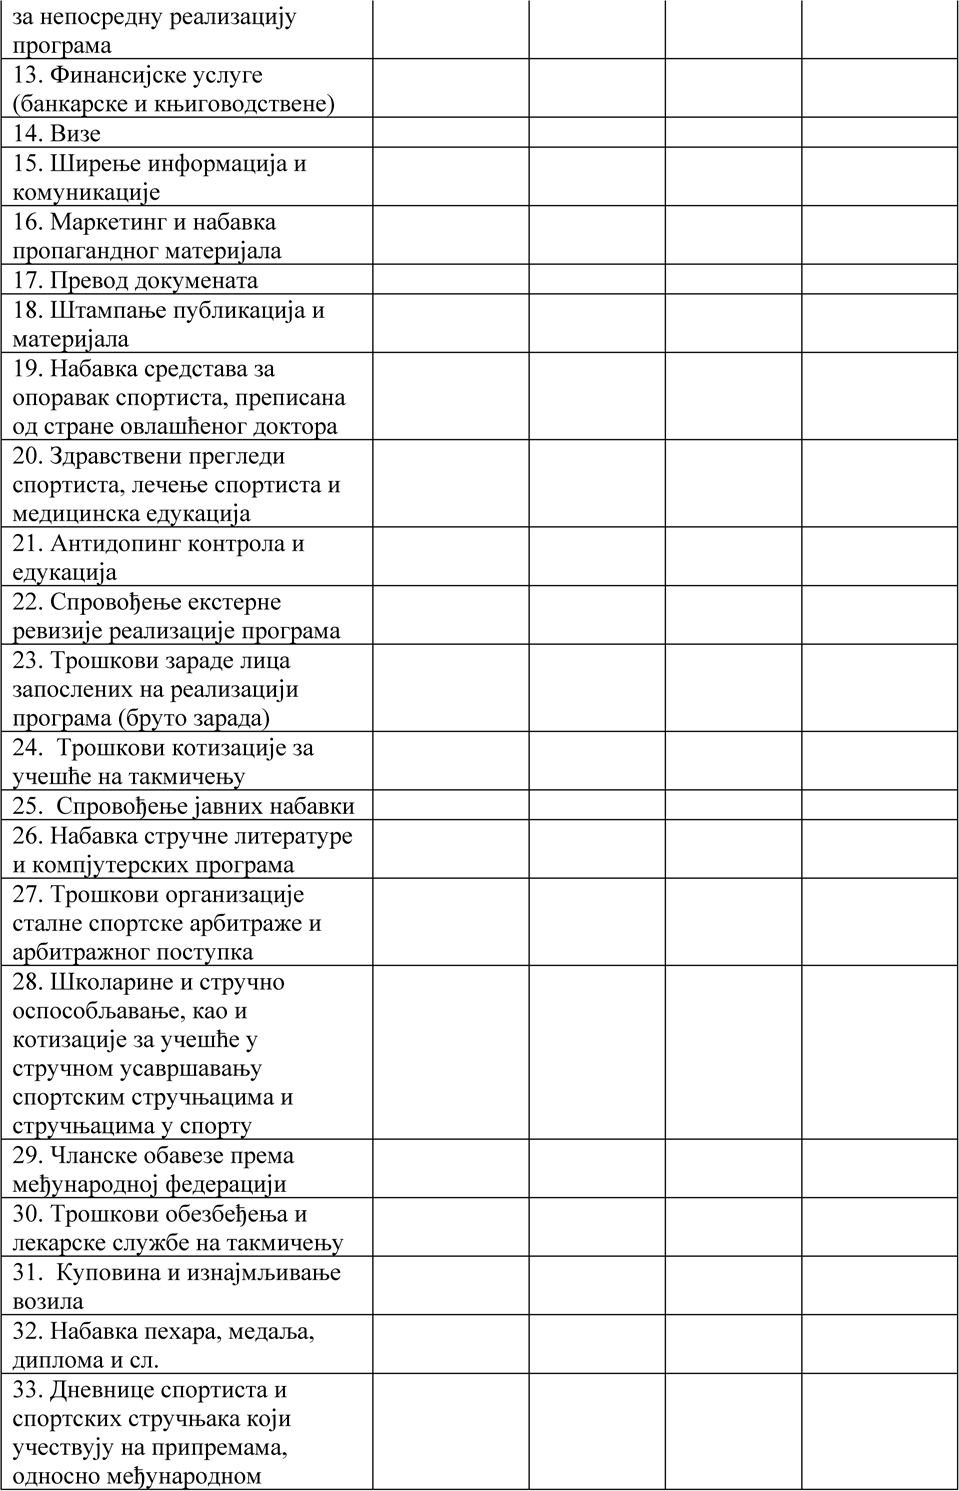 за непосредну реализацију
програма
13. Финансијске услуге
(банкарске и књиговодствене)
14. Визе
15. Ширење информација и
комуникације
16. Маркетинг и набавка
пропагандног материјала
17. Превод докумената
18. Штампање публикација и
материјала
19. Набавка средстава за
опоравак спортиста, преписана
од стране овлашћеног доктора
20. Здравствени прегледи
спортиста, лечење спортиста и
медицинска едукација
21. Антидопинг контрола и
едукација
22. Спровођење екстерне
ревизије реализације програма
23. Трошкови зараде лица
запослених на реализацији
програма (бруто зарада)
24.  Трошкови котизације за
учешће на такмичењу
25.  Спровођење јавних набавки
26. Набавка стручне литературе
и компјутерских програма
27. Трошкови организације
сталне спортске арбитраже и
арбитражног поступка
28. Школарине и стручно
оспособљавање, као и
котизације за учешће у
стручном усавршавању
спортским стручњацима и
стручњацима у спорту
29. Чланске обавезе према
међународној федерацији
30. Трошкови обезбеђења и
лекарске службе на такмичењу
31.  Куповина и изнајмљивање
возила
32. Набавка пехара, медаља,
диплома и сл.
33. Дневнице спортиста и
спортских стручњака који
учествују на припремама,
односно међународном